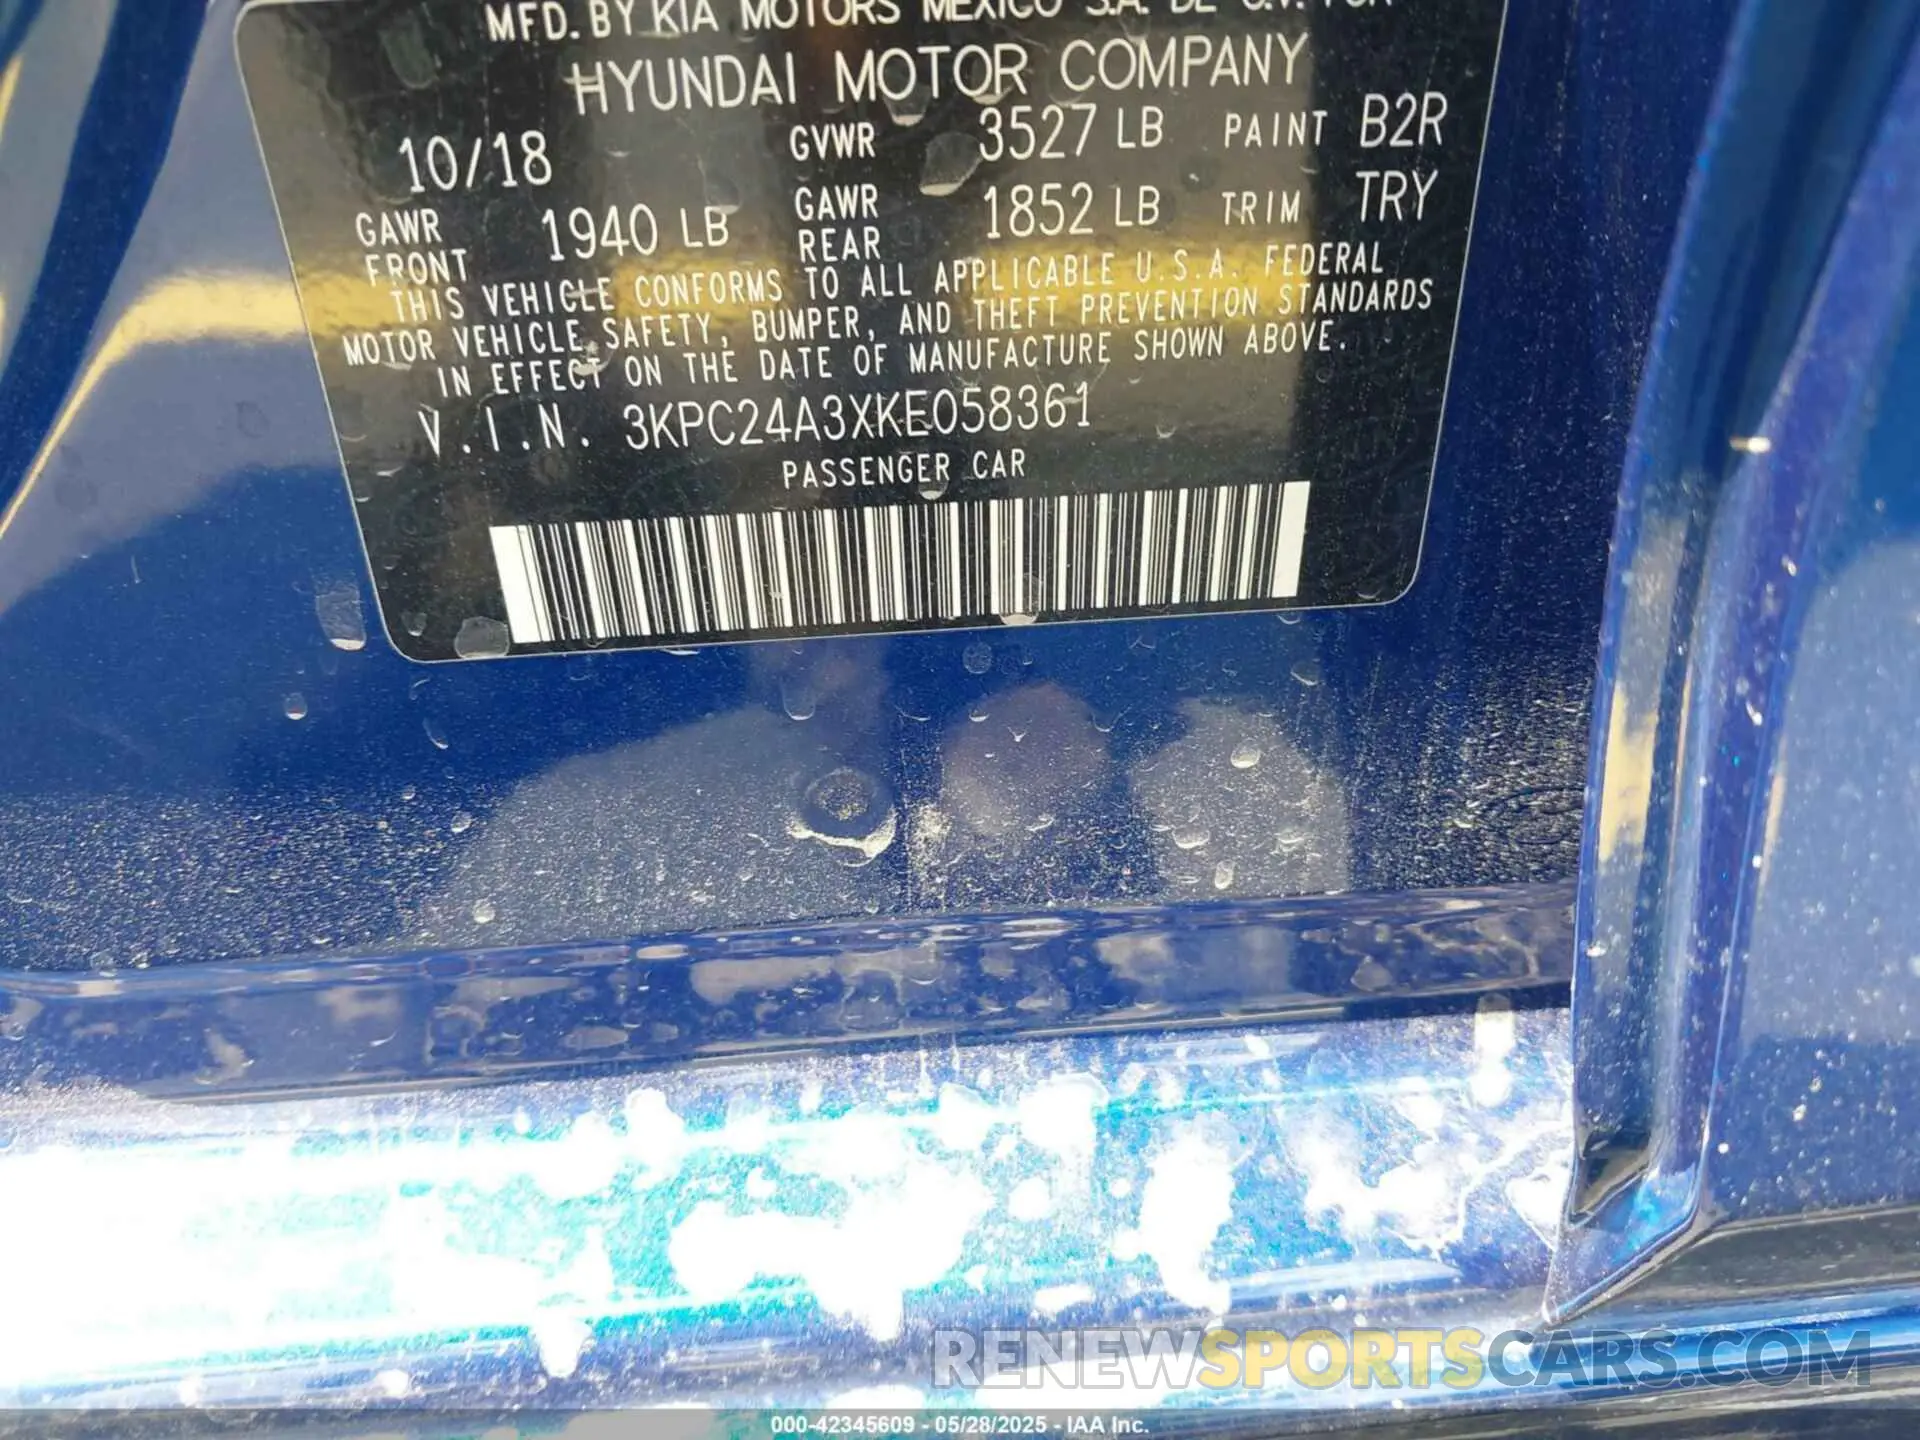 MFD. BY KIA MOTORS MEXICO S.A. DE C.V. FOR
HYUNDAI MOTOR COMPANY
10/18 GVWR 3527 LB PAINT B2R
GAWR FRONT 1940 LB GAWR REAR 1852 LB TRIM TRY
THIS VEHICLE CONFORMS TO ALL APPLICABLE U.S.A. FEDERAL
MOTOR VEHICLE SAFETY, BUMPER, AND THEFT PREVENTION STANDARDS
IN EFFECT ON THE DATE OF MANUFACTURE SHOWN ABOVE.
V.I.N. 3KPC24A3XKE058361
PASSENGER CAR
RENEWSPORTSCARS.COM
000-42345609 - 05/28/2025 - IAA Inc.